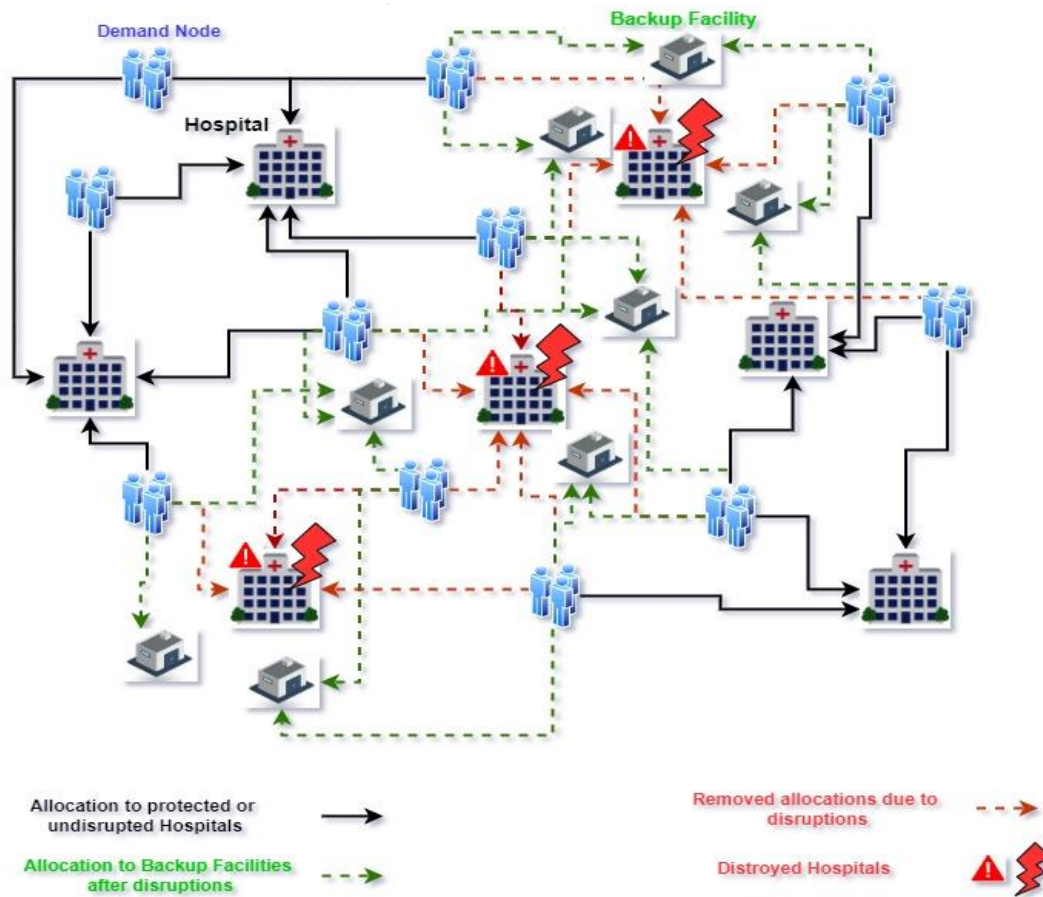 Backup Facility
Demand Node
Hospital
Allocation to protected or
undisrupted Hospitals
Removed allocations due to
disruptions
Allocation to Backup Facilities
after disruptions
Distroyed Hospitals